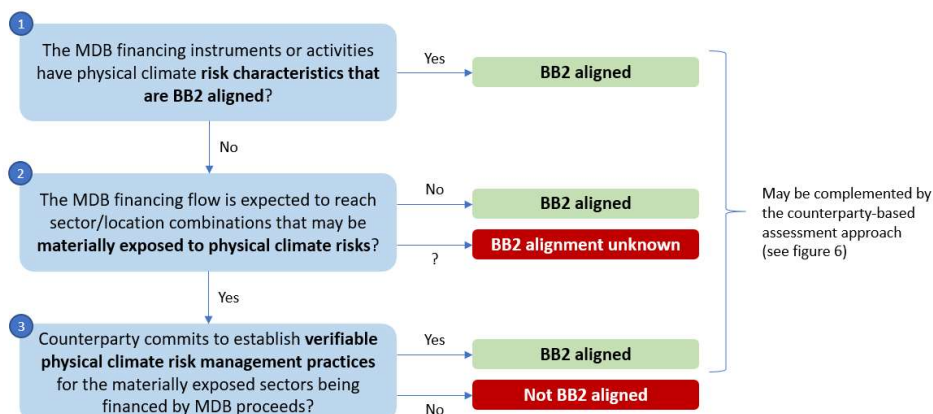 1
The MDB financing instruments or activities
have physical climate risk characteristics that
are BB2 aligned?
Yes
BB2 aligned
No
2
The MDB financing flow is expected to reach
sector/location combinations that may be
materially exposed to physical climate risks?
No
BB2 aligned
?
BB2 alignment unknown
May be complemented by
the counterparty-based
assessment approach
(see figure 6)
Yes
3
Counterparty commits to establish verifiable
physical climate risk management practices
for the materially exposed sectors being
financed by MDB proceeds?
Yes
BB2 aligned
No
Not BB2 aligned